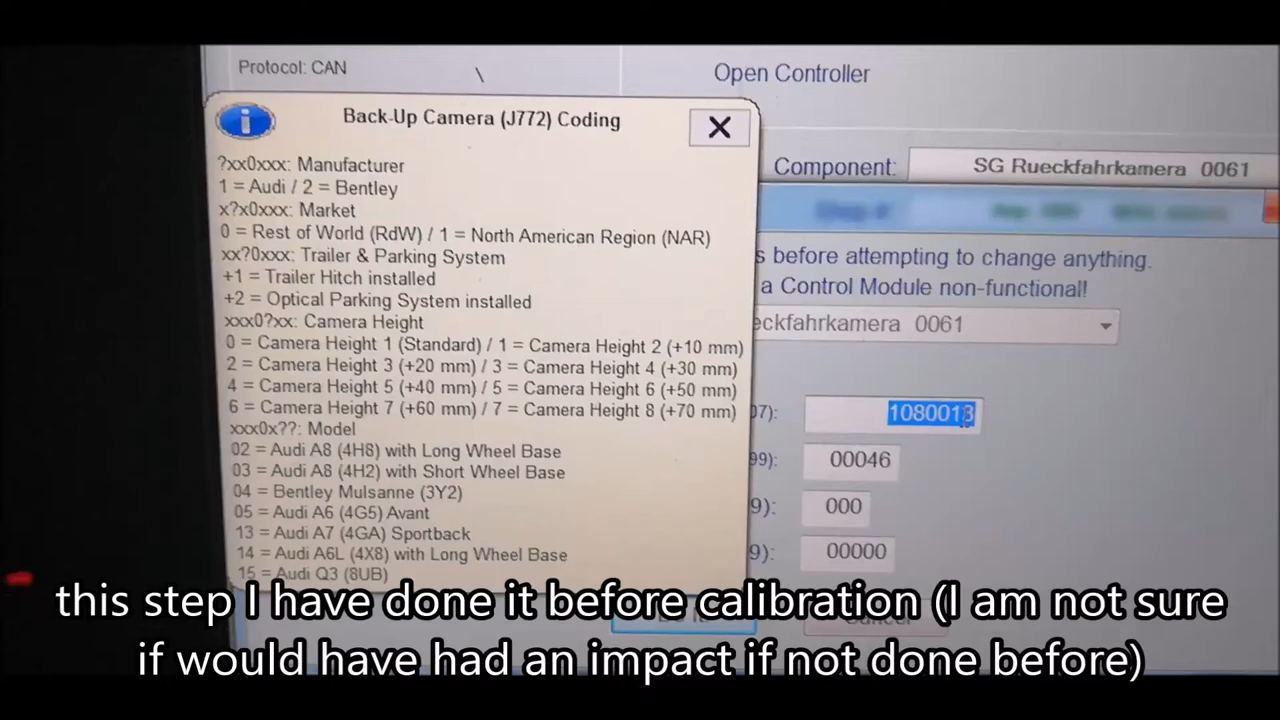 Protocol: CAN
Open Controller
Back-Up Camera (J772) Coding
?xx0xxx: Manufacturer
1 = Audi / 2 = Bentley
x?x0xxx: Market
0 = Rest of World (RdW) / 1 = North American Region (NAR)
xx?0xxx: Trailer & Parking System
+1 = Trailer Hitch installed
+2 = Optical Parking System installed
xxx0?xx: Camera Height
0 = Camera Height 1 (Standard) / 1 = Camera Height 2 (+10 mm)
2 = Camera Height 3 (+20 mm) / 3 = Camera Height 4 (+30 mm)
4 = Camera Height 5 (+40 mm) / 5 = Camera Height 6 (+50 mm)
6 = Camera Height 7 (+60 mm) / 7 = Camera Height 8 (+70 mm)
xxx0x??: Model
02 = Audi A8 (4H8) with Long Wheel Base
03 = Audi A8 (4H2) with Short Wheel Base
04 = Bentley Mulsanne (3Y2)
05 = Audi A6 (4G5) Avant
13 = Audi A7 (4GA) Sportback
14 = Audi A6L (4X8) with Long Wheel Base
15 = Audi Q3 (8UB)
Component: SG Rueckfahrkamera 0061
s before attempting to change anything.
a Control Module non-functional!
eckfahrkamera 0061
07): 1080013
99): 00046
9): 000
9): 00000
Cancel
this step I have done it before calibration (I am not sure
if would have had an impact if not done before)